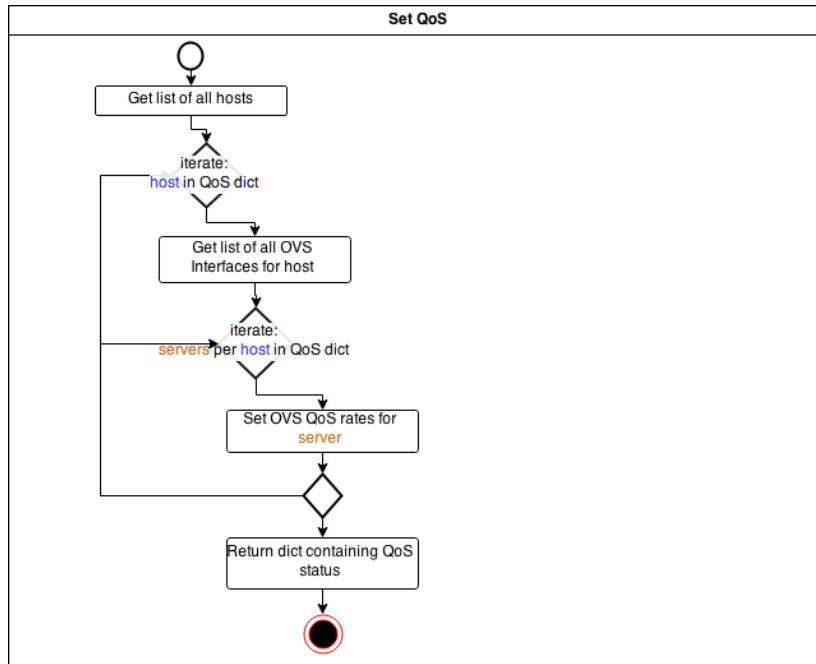 Set QoS
Get list of all hosts
iterate:
host in QoS dict
Get list of all OVS
Interfaces for host
iterate:
servers per host in QoS dict
Set OVS QoS rates for
server
Return dict containing QoS
status